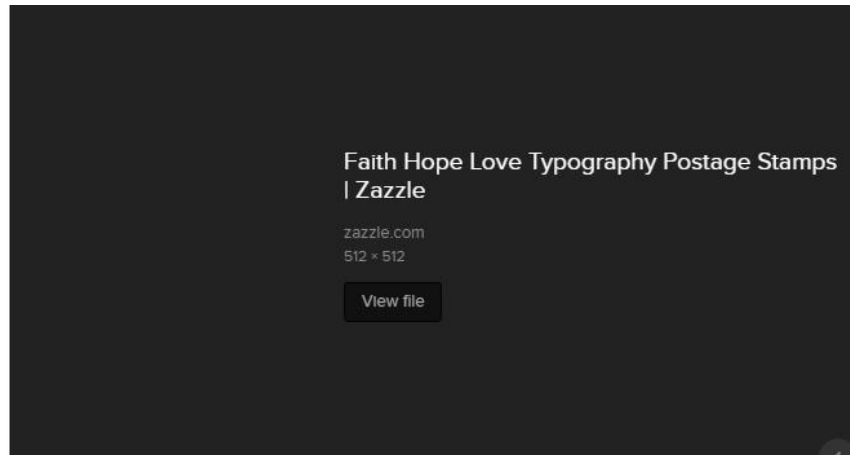 Faith Hope Love Typography Postage Stamps
| Zazzle
zazzle.com
512 × 512
View file